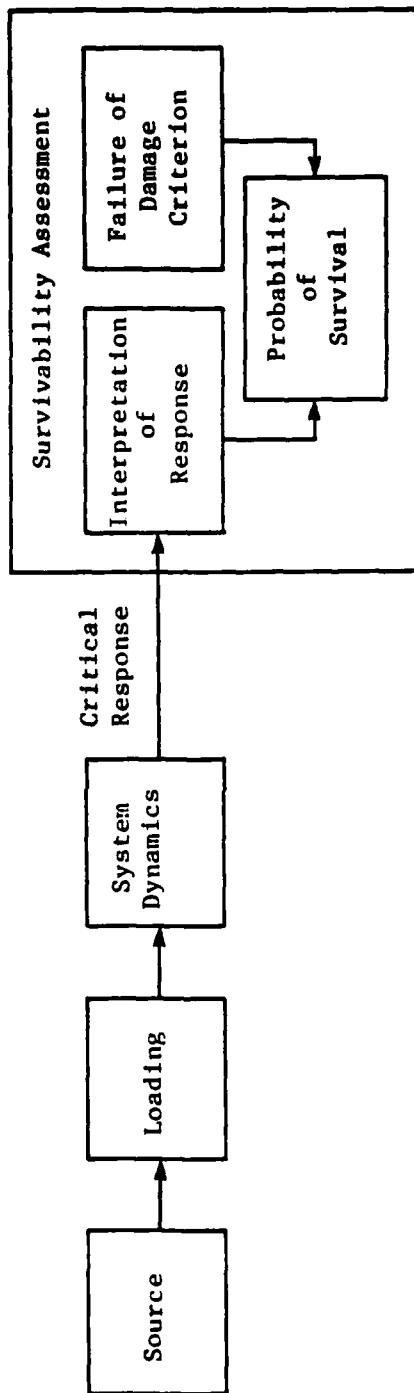 Source
Loading
System
Dynamics
Critical
Response
Survivability Assessment
Interpretation
of
Response
Failure of
Damage
Criterion
Probability
of
Survival